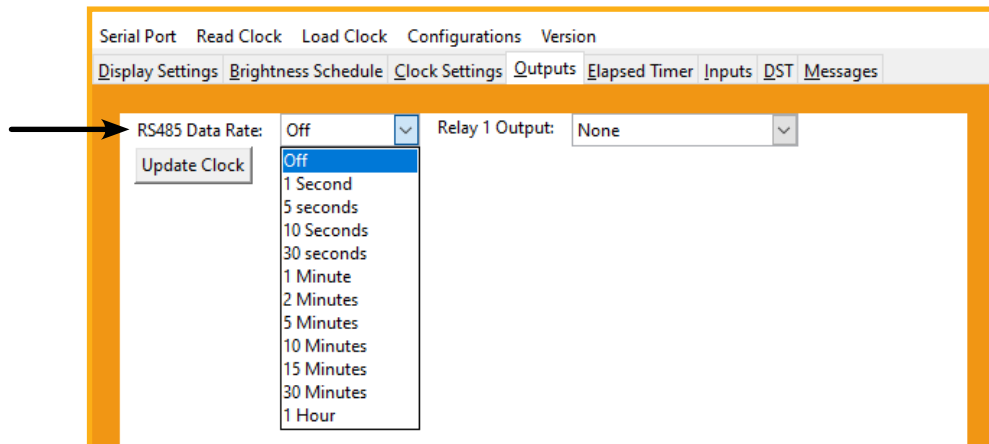 Serial Port Read Clock Load Clock Configurations Version
Display Settings Brightness Schedule Clock Settings Outputs Elapsed Timer Inputs DST Messages
RS485 Data Rate: Off Relay 1 Output: None
Update Clock
Off
1 Second
5 seconds
10 Seconds
30 seconds
1 Minute
2 Minutes
5 Minutes
10 Minutes
15 Minutes
30 Minutes
1 Hour